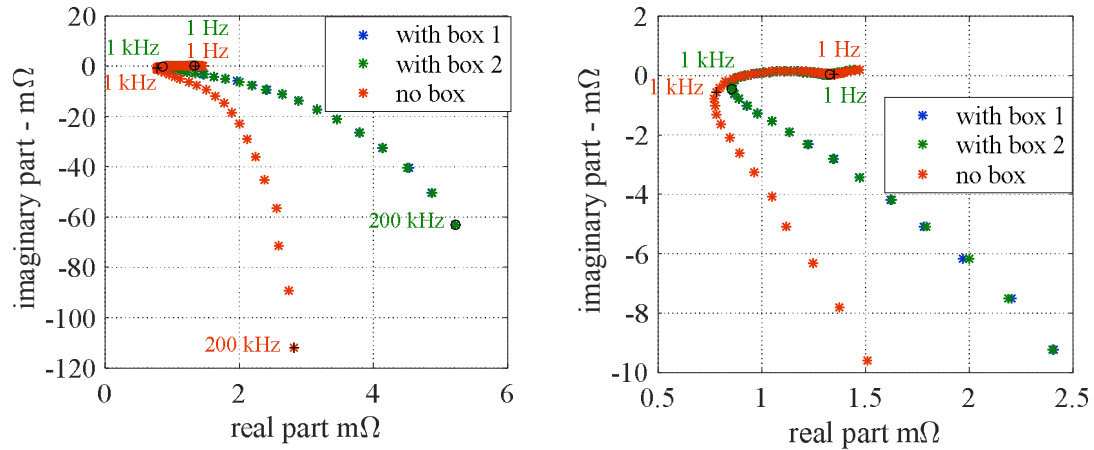 20
0
-20
-40
-60
-80
-100
-120
0
2
4
6
imaginary part - mΩ
real part mΩ
1 kHz
1 Hz
1 Hz
1 kHz
200 kHz
200 kHz
with box 1
with box 2
no box
2
0
-2
-4
-6
-8
-10
0.5
1
1.5
2
2.5
imaginary part - mΩ
real part mΩ
1 kHz
1 Hz
1 kHz
1 Hz
with box 1
with box 2
no box